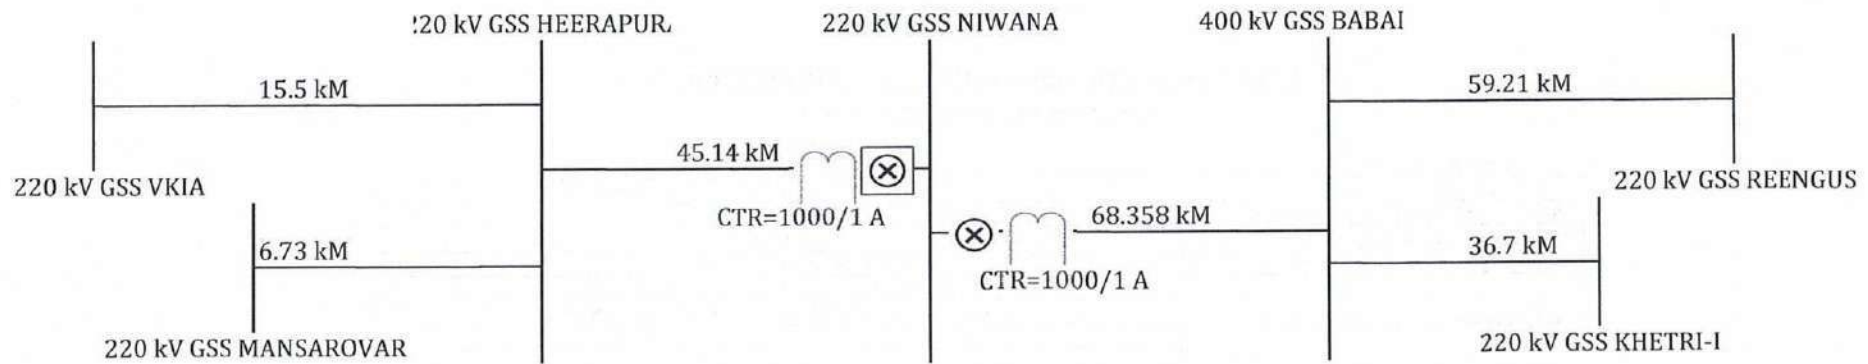 220 kV GSS HEERAPUR.
220 kV GSS NIWANA
400 kV GSS BABAI
15.5 kM
59.21 kM
45.14 kM
220 kV GSS VKIA
220 kV GSS REENGUS
CTR=1000/1 A
68.358 kM
6.73 kM
36.7 kM
CTR=1000/1 A
220 kV GSS MANSAROVAR
220 kV GSS KHETRI-I